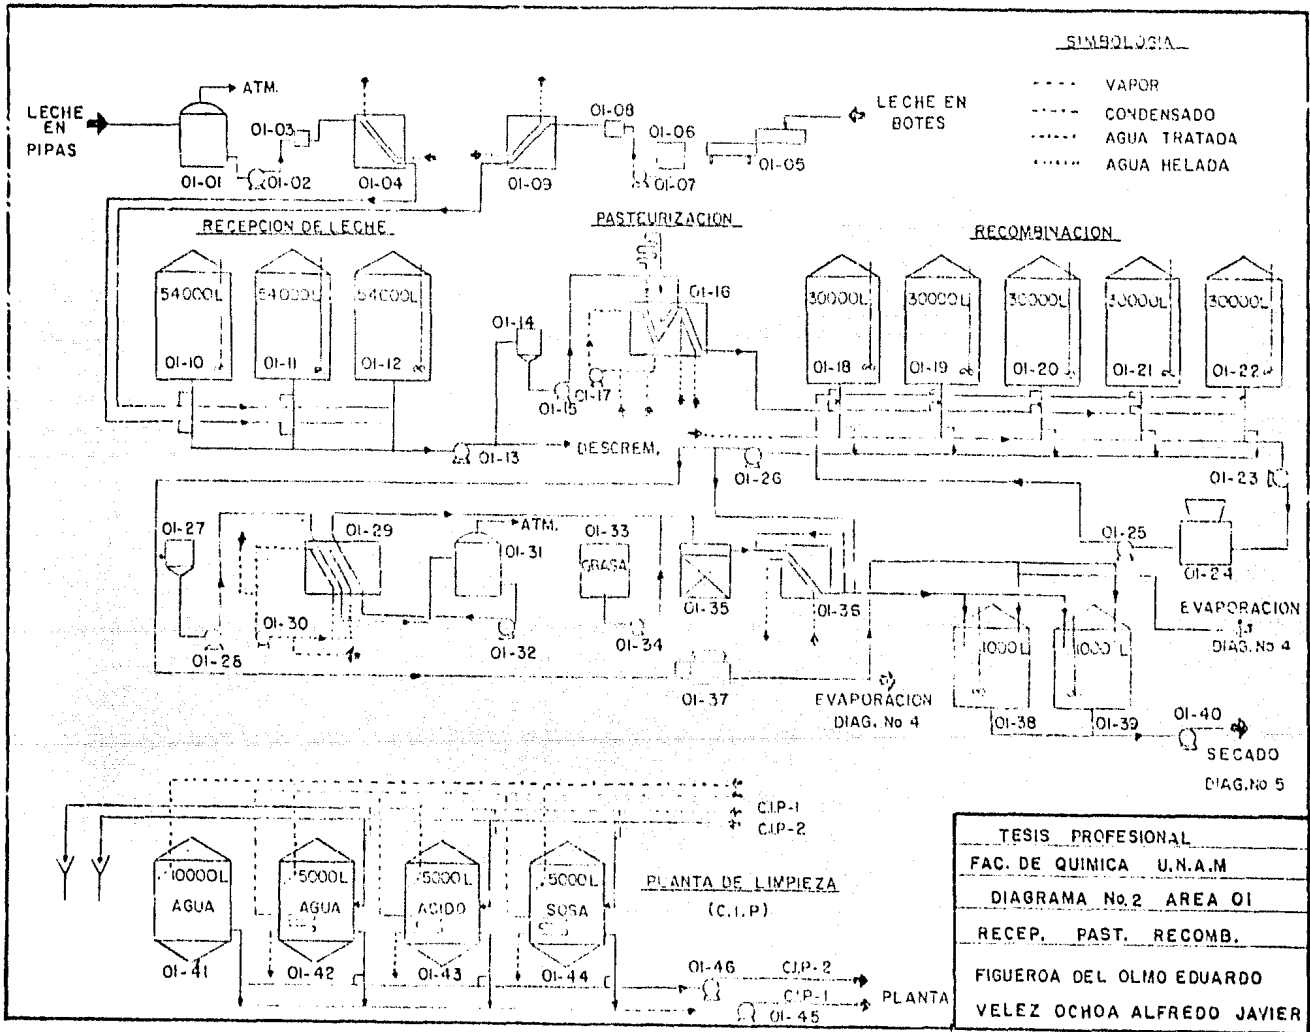 SIMBOLOGIA
VAPOR
CONDENSADO
AGUA TRATADA
AGUA HELADA
LECHE
EN
PIPAS
ATM.
01-01
01-02
01-03
01-04
01-09
01-08
01-06
01-07
01-05
LECHE EN
BOTES
RECEPCION DE LECHE
PASTEURIZACION
RECOMBINACION
54000L
54000L
54000L
01-10
01-11
01-12
01-13
01-14
01-15
01-16
01-17
DESCREM.
30000L
30000L
30000L
30000L
30000L
01-18
01-19
01-20
01-21
01-22
01-23
01-24
01-25
01-26
01-27
01-28
01-29
01-30
ATM.
01-31
01-32
01-33
GRASA
01-34
01-35
01-36
01-37
EVAPORACION
DIAG. No 4
EVAPORACION
DIAG. No 4
1000L
1000L
01-38
01-39
01-40
SECADO
DIAG. No 5
C.I.P-1
C.I.P-2
10000L
AGUA
01-41
5000L
AGUA
01-42
5000L
ACIDO
01-43
5000L
SOSA
01-44
PLANTA DE LIMPIEZA
(C.I.P)
01-46
C.I.P-2
C.I.P-1
01-45
PLANTA
TESIS PROFESIONAL
FAC. DE QUIMICA U.N.A.M
DIAGRAMA No.2 AREA 01
RECEP. PAST. RECOMB.
FIGUEROA DEL OLMO EDUARDO
VELEZ OCHOA ALFREDO JAVIER